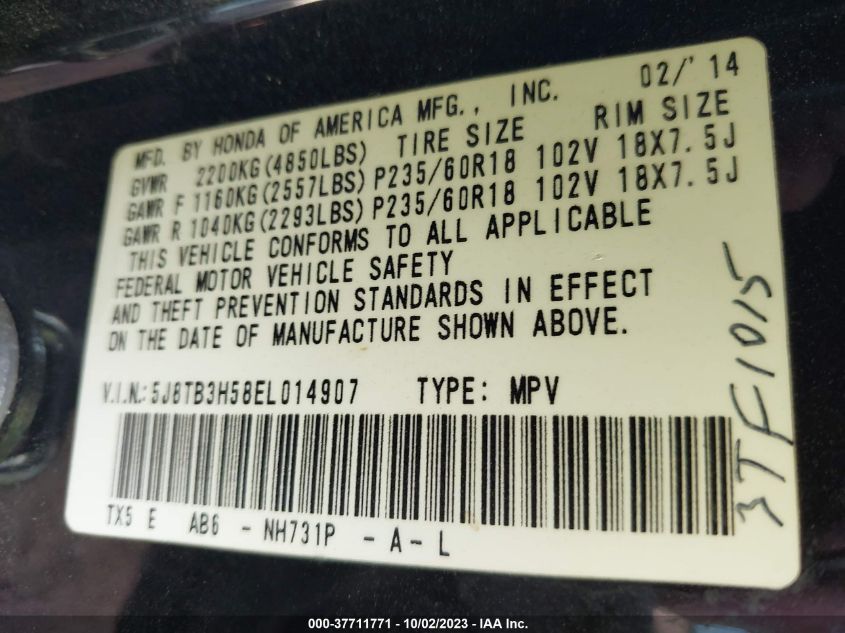 MFD. BY HONDA OF AMERICA MFG., INC. 02/'14
GVWR 2200KG(4850LBS) TIRE SIZE RIM SIZE
GAWR F 1160KG(2557LBS) P235/60R18 102V 18X7.5J
GAWR R 1040KG(2293LBS) P235/60R18 102V 18X7.5J
THIS VEHICLE CONFORMS TO ALL APPLICABLE
FEDERAL MOTOR VEHICLE SAFETY
AND THEFT PREVENTION STANDARDS IN EFFECT
ON THE DATE OF MANUFACTURE SHOWN ABOVE.
V.I.N.: 5J8TB3H58EL014907 TYPE: MPV
TX5 E AB6 - NH731P - A - L
3TF1015
000-37711771 - 10/02/2023 - IAA Inc.